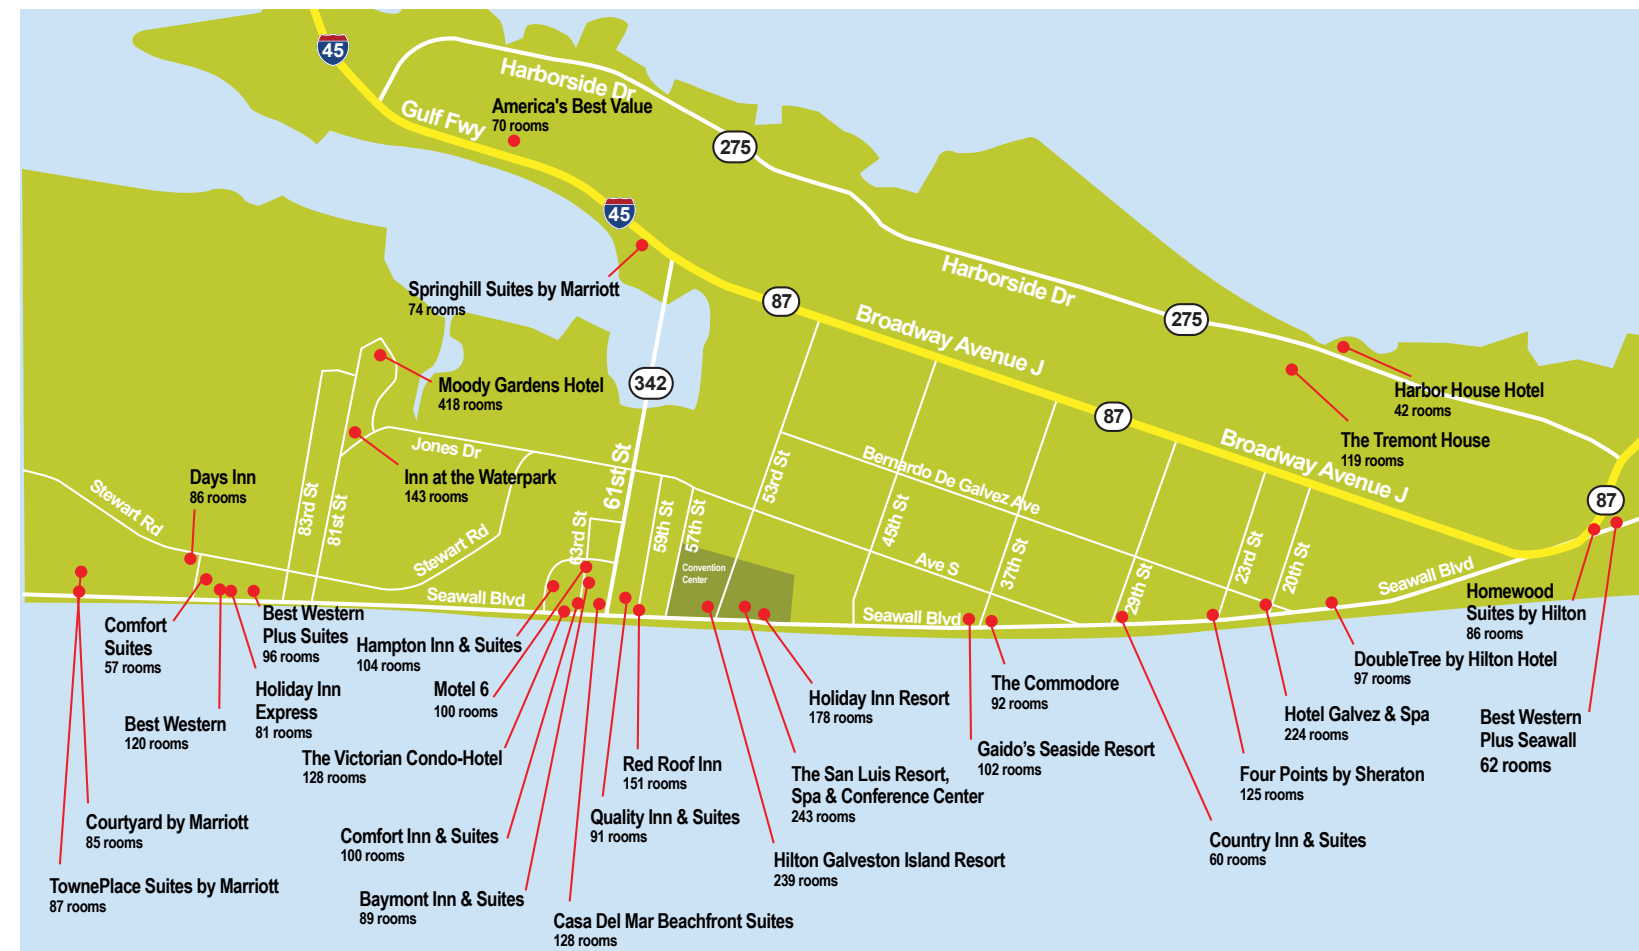 45
Harborside Dr
America's Best Value
70 rooms
Gulf Fwy
275
45
Springhill Suites by Marriott
74 rooms
87
Harborside Dr
275
Broadway Avenue J
342
Moody Gardens Hotel
418 rooms
Harbor House Hotel
42 rooms
87
The Tremont House
119 rooms
Broadway Avenue J
Jones Dr
Inn at the Waterpark
143 rooms
Days Inn
86 rooms
Stewart Rd
83rd St
81st St
Stewart Rd
63rd St
61st St
59th St
57th St
53rd St
Bernardo De Galvez Ave
45th St
Ave S
37th St
29th St
23rd St
20th St
87
Convention
Center
Seawall Blvd
Seawall Blvd
Seawall Blvd
Homewood
Suites by Hilton
86 rooms
Comfort
Suites
57 rooms
Best Western
Plus Suites
96 rooms
Hampton Inn & Suites
104 rooms
DoubleTree by Hilton Hotel
97 rooms
Holiday Inn
Express
81 rooms
Motel 6
100 rooms
Holiday Inn Resort
178 rooms
The Commodore
92 rooms
Hotel Galvez & Spa
224 rooms
Best Western
Plus Seawall
62 rooms
Best Western
120 rooms
The Victorian Condo-Hotel
128 rooms
Red Roof Inn
151 rooms
The San Luis Resort,
Spa & Conference Center
243 rooms
Gaido's Seaside Resort
102 rooms
Four Points by Sheraton
125 rooms
Courtyard by Marriott
85 rooms
Comfort Inn & Suites
100 rooms
Quality Inn & Suites
91 rooms
Hilton Galveston Island Resort
239 rooms
Country Inn & Suites
60 rooms
TownePlace Suites by Marriott
87 rooms
Baymont Inn & Suites
89 rooms
Casa Del Mar Beachfront Suites
128 rooms